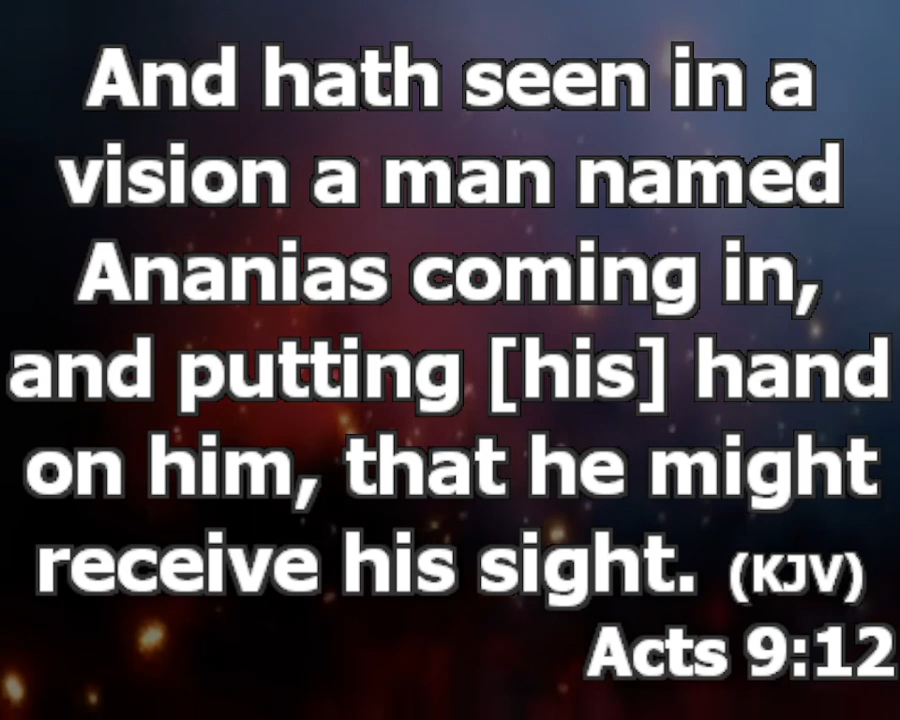 And hath seen in a
vision a man named
Ananias coming in,
and putting [his] hand
on him, that he might
receive his sight. (KJV)
Acts 9:12